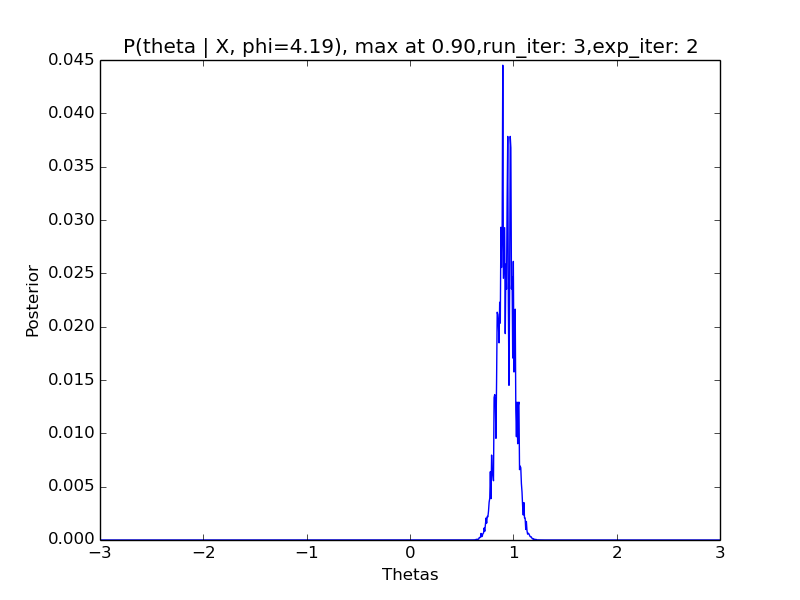 P(theta | X, phi=4.19), max at 0.90,run_iter: 3,exp_iter: 2
0.045
0.040
0.035
0.030
0.025
0.020
0.015
0.010
0.005
0.000
Posterior
−3 −2 −1 0 1 2 3
Thetas